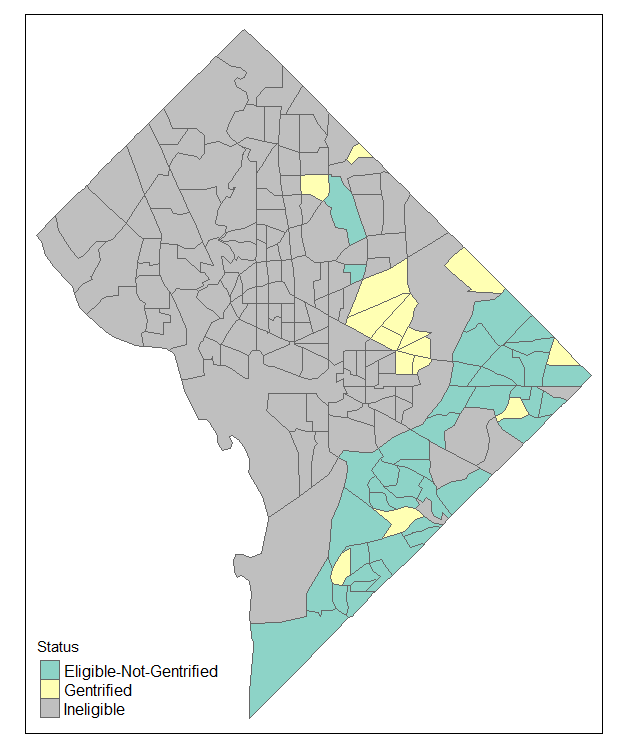 Status
Eligible-Not-Gentrified
Gentrified
Ineligible